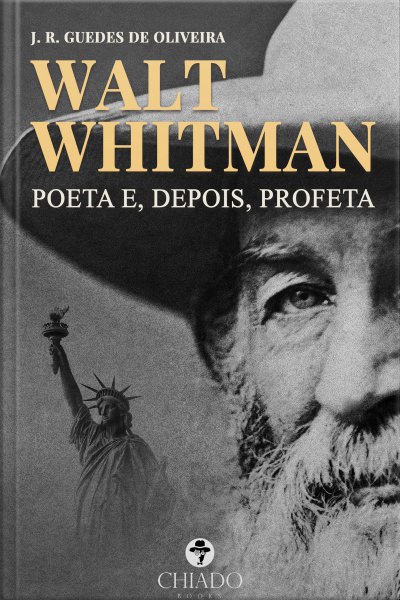 J. R. GUEDES DE OLIVEIRA
WALT
WHITMAN
POETA E, DEPOIS, PROFETA
CHIADO
BOOKS